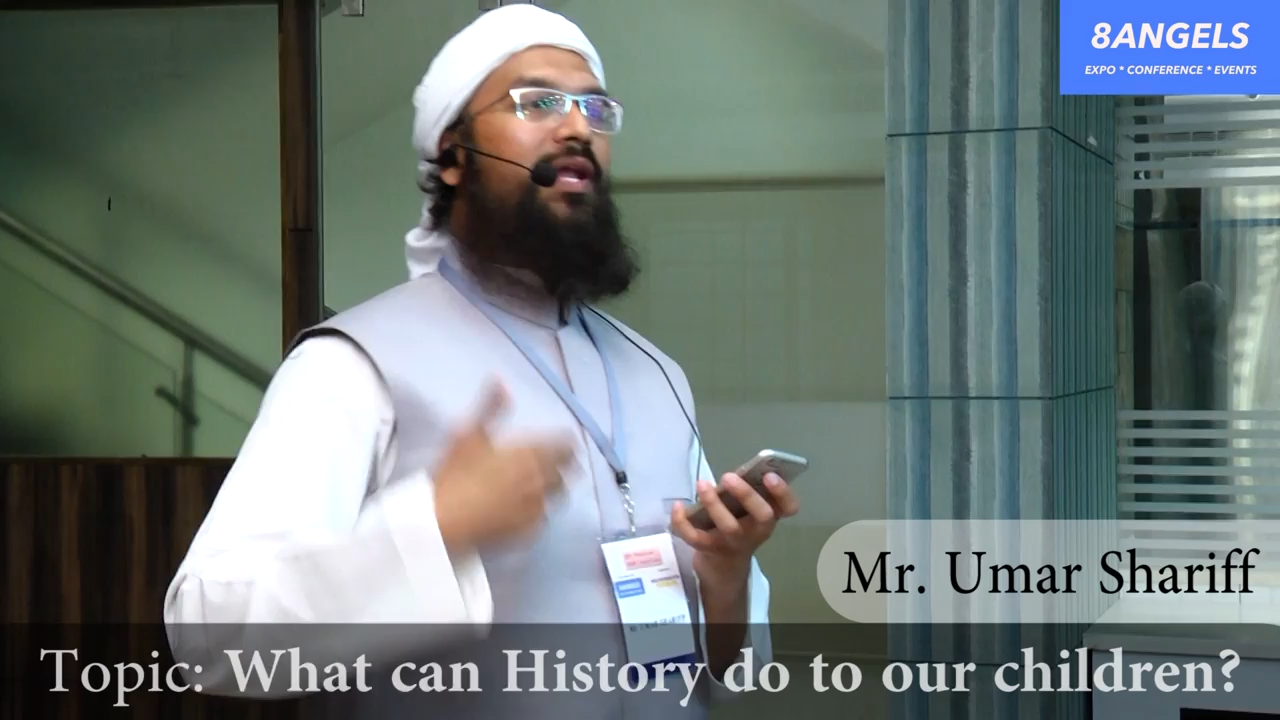 8ANGELS
EXPO * CONFERENCE * EVENTS
Mr. Umar Shariff
Topic: What can History do to our children?